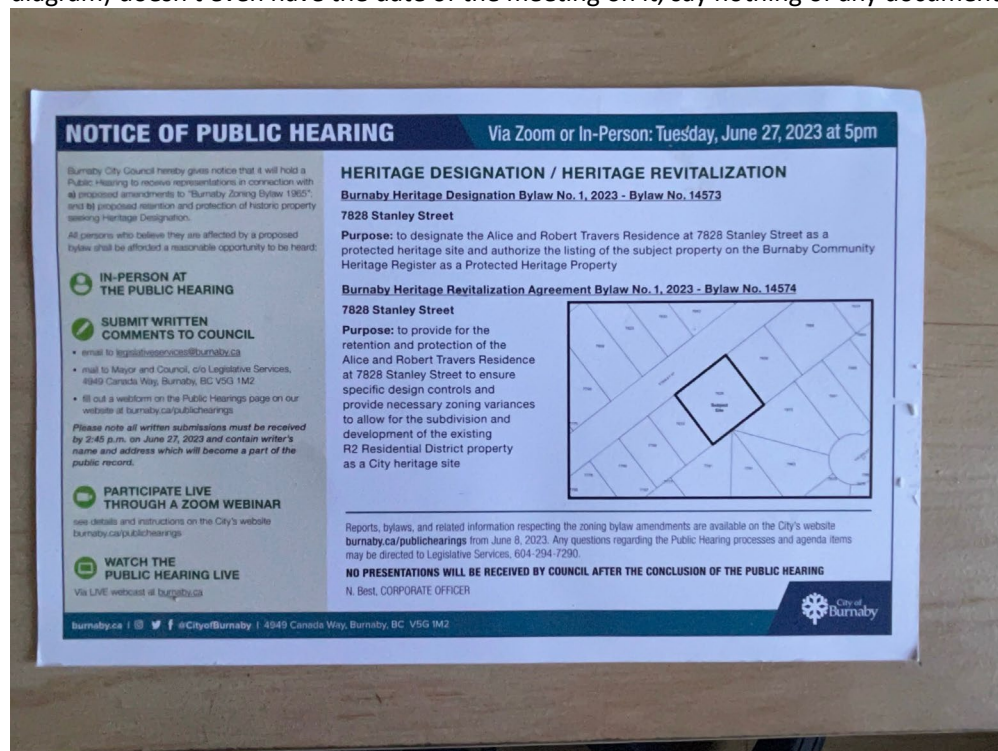 diagram) doesn't even have the date of the meeting on it, say nothing of any document
NOTICE OF PUBLIC HEARING
Via Zoom or In-Person: Tuesday, June 27, 2023 at 5pm
Burnaby City Council hereby gives notice that it will hold a
Public Hearing to receive representations in connection with
a) proposed amendments to "Burnaby Zoning Bylaw 1965";
and b) proposed retention and protection of historic property
seeking Heritage Designation.
All persons who believe they are affected by a proposed
bylaw shall be afforded a reasonable opportunity to be heard:
IN-PERSON AT
THE PUBLIC HEARING
SUBMIT WRITTEN
COMMENTS TO COUNCIL
• email to legislativeservices@burnaby.ca
• mail to Mayor and Council, c/o Legislative Services,
4949 Canada Way, Burnaby, BC V5G 1M2
• fill out a webform on the Public Hearings page on our
website at burnaby.ca/publichearings
Please note all written submissions must be received
by 2:45 p.m. on June 27, 2023 and contain writer's
name and address which will become a part of the
public record.
PARTICIPATE LIVE
THROUGH A ZOOM WEBINAR
see details and instructions on the City's website
burnaby.ca/publichearings
WATCH THE
PUBLIC HEARING LIVE
Via LIVE webcast at burnaby.ca
HERITAGE DESIGNATION / HERITAGE REVITALIZATION
Burnaby Heritage Designation Bylaw No. 1, 2023 - Bylaw No. 14573
7828 Stanley Street
Purpose: to designate the Alice and Robert Travers Residence at 7828 Stanley Street as a
protected heritage site and authorize the listing of the subject property on the Burnaby Community
Heritage Register as a Protected Heritage Property
Burnaby Heritage Revitalization Agreement Bylaw No. 1, 2023 - Bylaw No. 14574
7828 Stanley Street
Purpose: to provide for the
retention and protection of the
Alice and Robert Travers Residence
at 7828 Stanley Street to ensure
specific design controls and
provide necessary zoning variances
to allow for the subdivision and
development of the existing
R2 Residential District property
as a City heritage site
Subject
Site
Reports, bylaws, and related information respecting the zoning bylaw amendments are available on the City's website
burnaby.ca/publichearings from June 8, 2023. Any questions regarding the Public Hearing processes and agenda items
may be directed to Legislative Services, 604-294-7290.
NO PRESENTATIONS WILL BE RECEIVED BY COUNCIL AFTER THE CONCLUSION OF THE PUBLIC HEARING
N. Best, CORPORATE OFFICER
burnaby.ca | @CityofBurnaby | 4949 Canada Way, Burnaby, BC V5G 1M2
City of
Burnaby